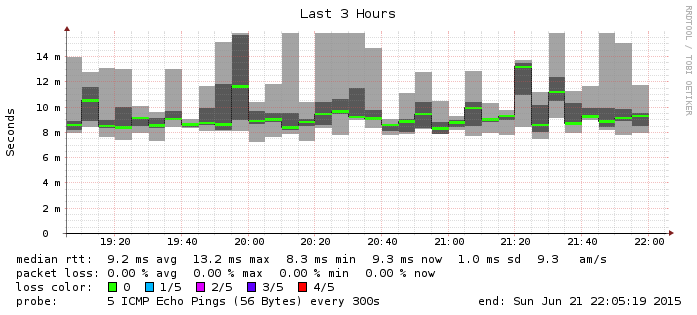 Last 3 Hours
RRDTOOL / TOBI OETIKER
Seconds
14 m
12 m
10 m
8 m
6 m
4 m
2 m
0
19:20 19:40 20:00 20:20 20:40 21:00 21:20 21:40 22:00
median rtt: 9.2 ms avg 13.2 ms max 8.3 ms min 9.3 ms now 1.0 ms sd 9.3 am/s
packet loss: 0.00 % avg 0.00 % max 0.00 % min 0.00 % now
loss color: 0 1/5 2/5 3/5 4/5
probe: 5 ICMP Echo Pings (56 Bytes) every 300s end: Sun Jun 21 22:05:19 2015